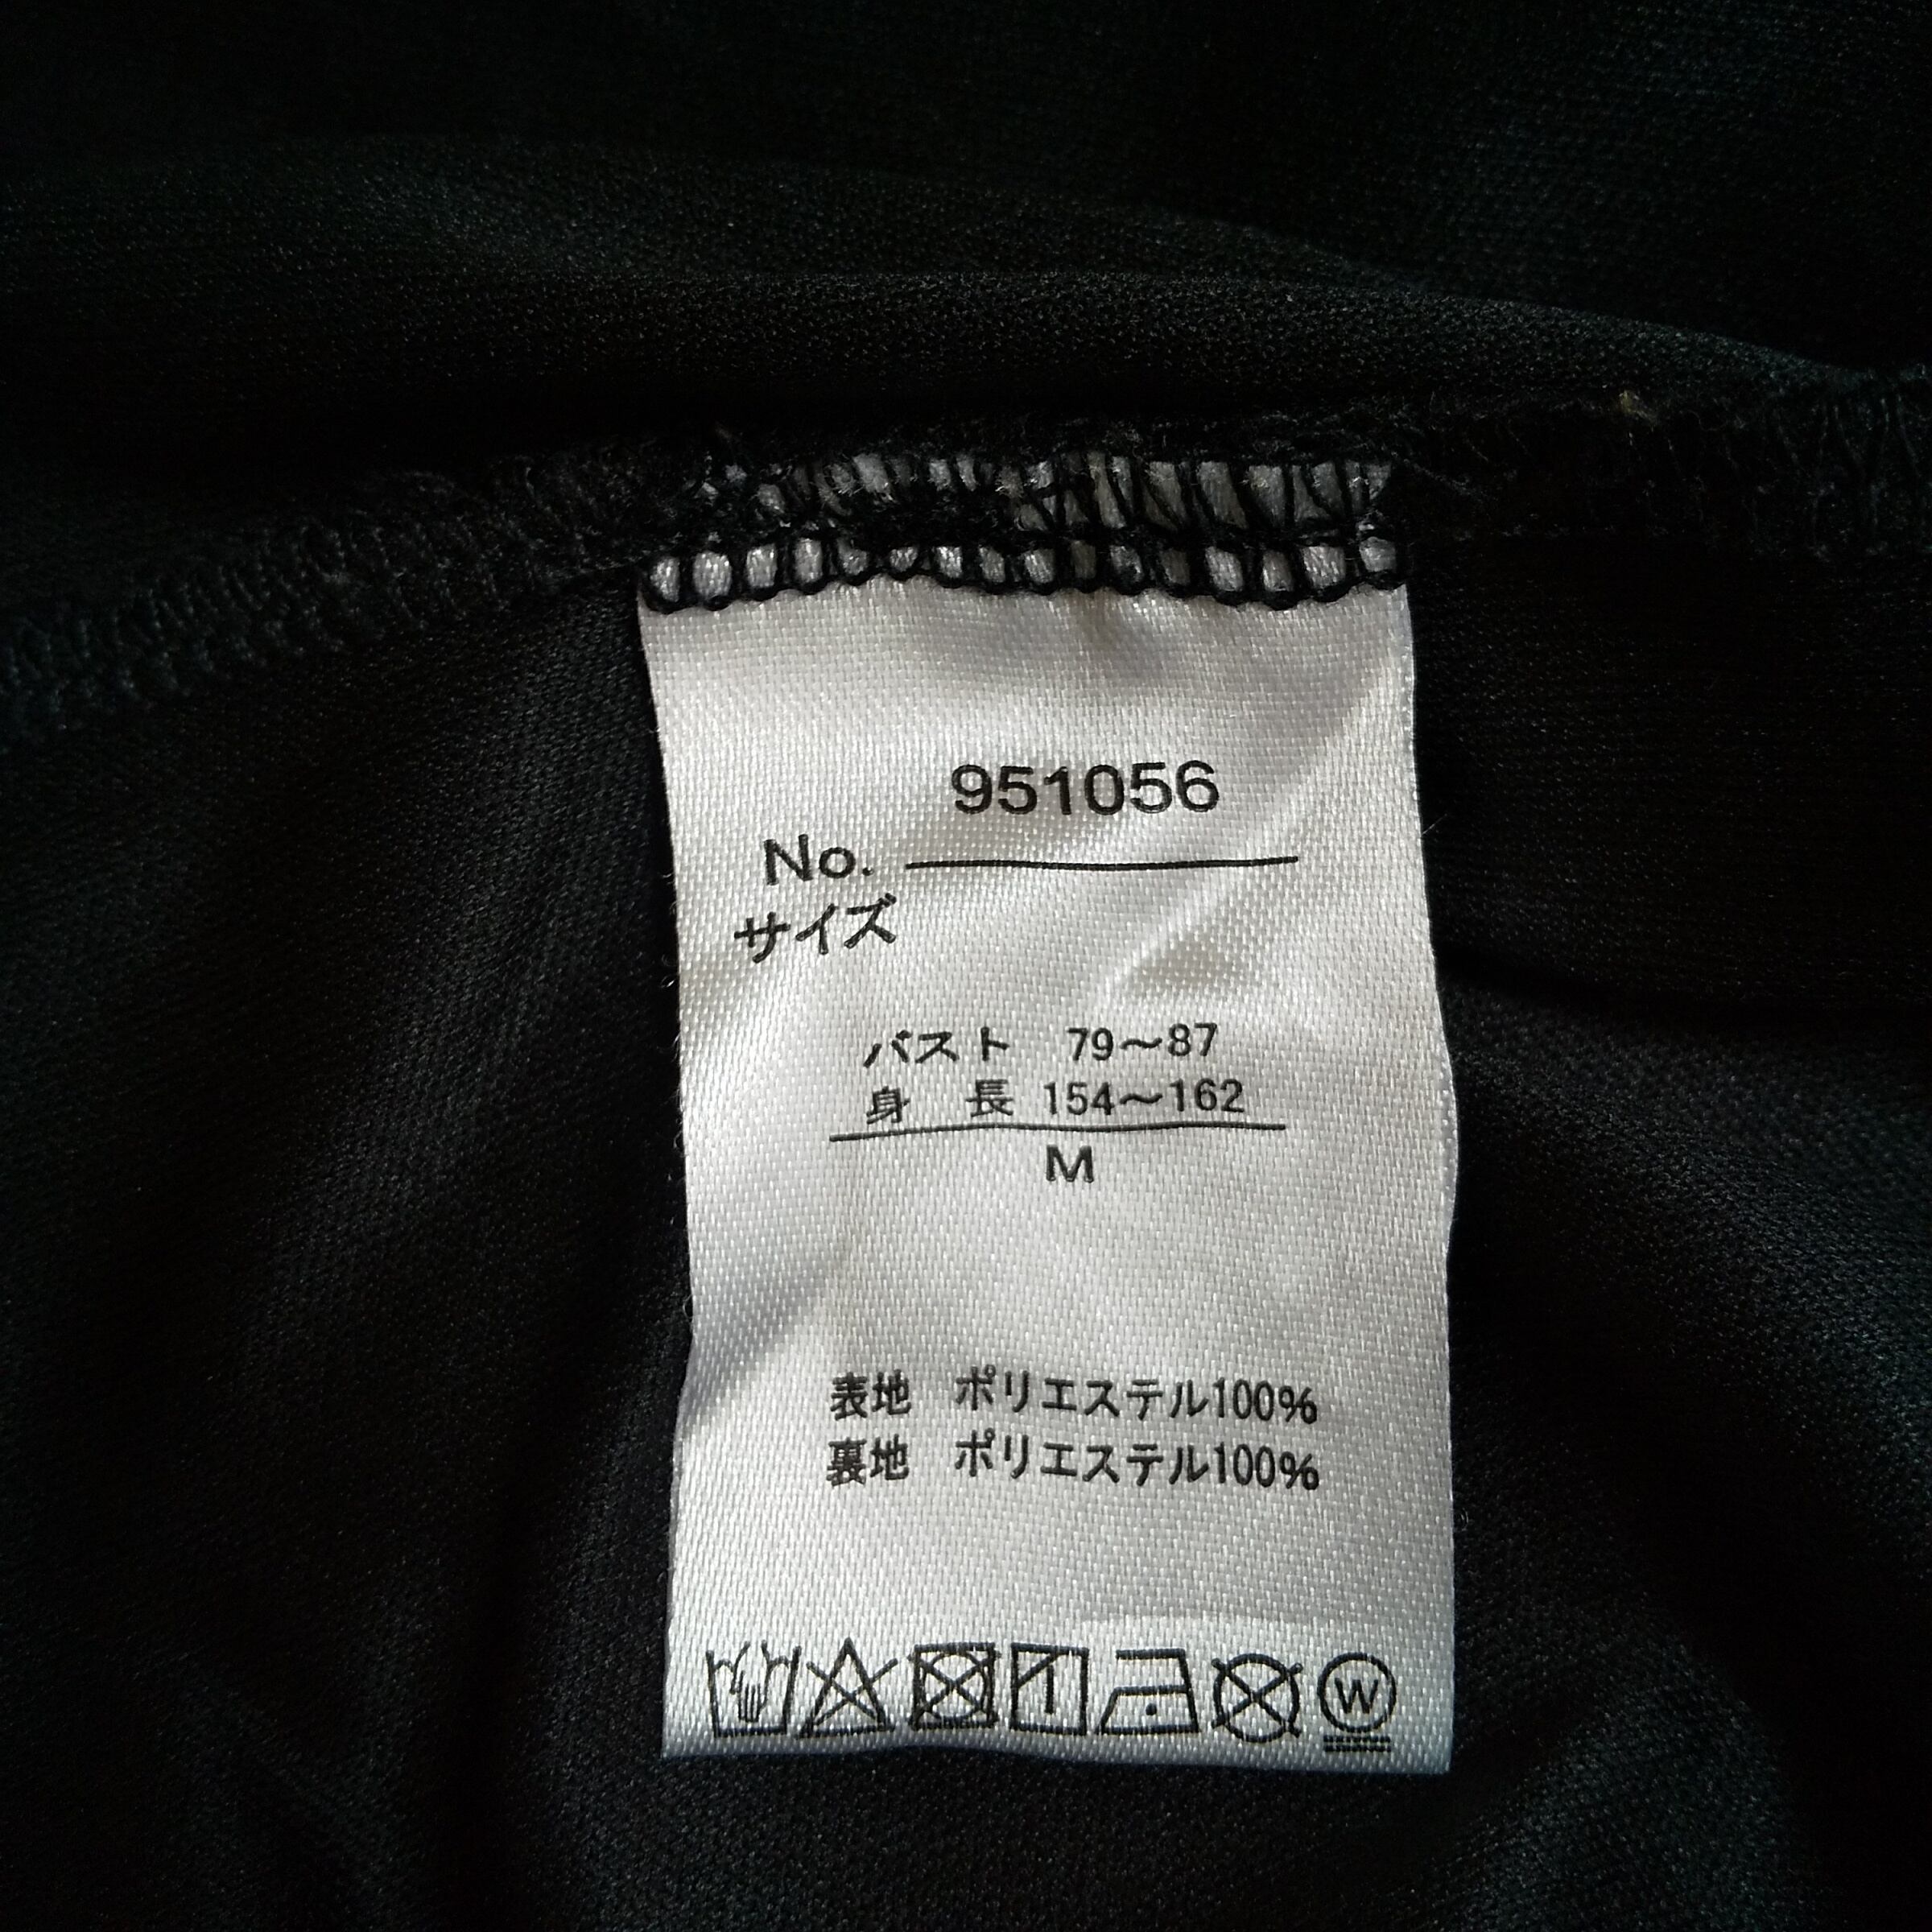 951056
No.
サイズ
バスト 79～87
身 長 154～162
M
表地 ポリエステル100%
裏地 ポリエステル100%
W